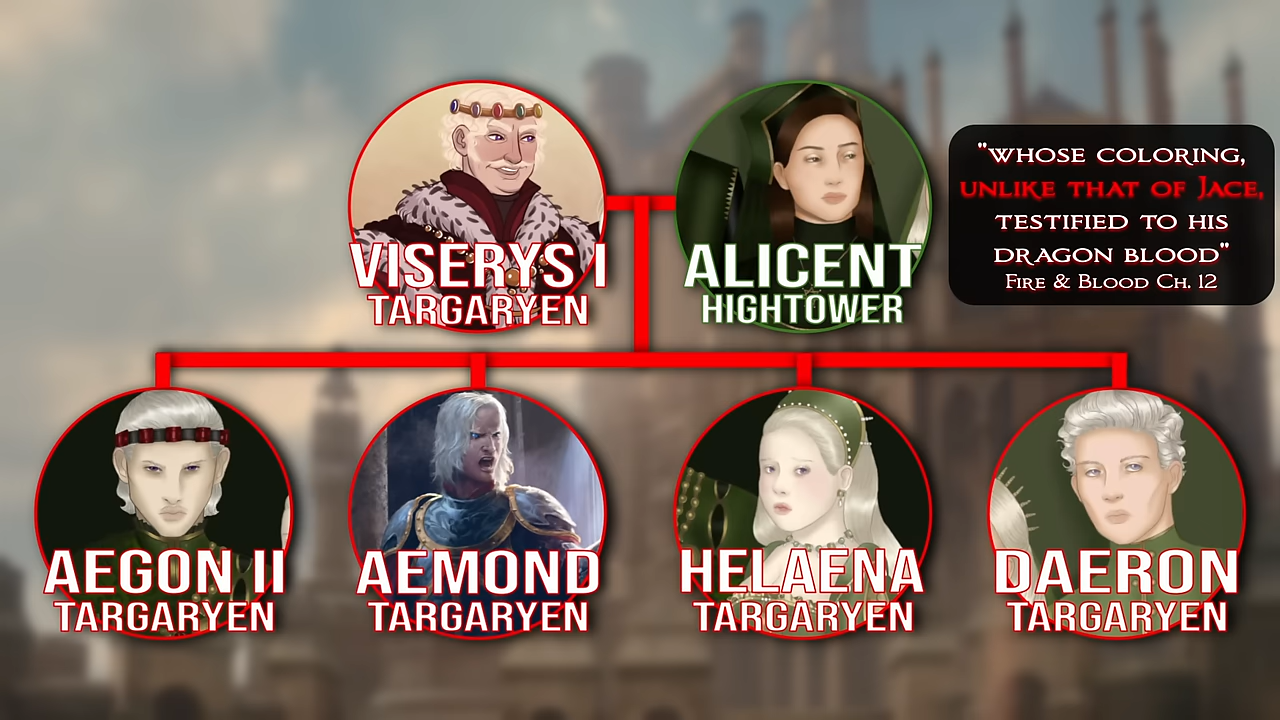 VISERYS I
TARGARYEN
ALICENT
HIGHTOWER
"WHOSE COLORING,
UNLIKE THAT OF JACE,
TESTIFIED TO HIS
DRAGON BLOOD"
FIRE & BLOOD CH. 12
AEGON II
TARGARYEN
AEMOND
TARGARYEN
HELAENA
TARGARYEN
DAERON
TARGARYEN